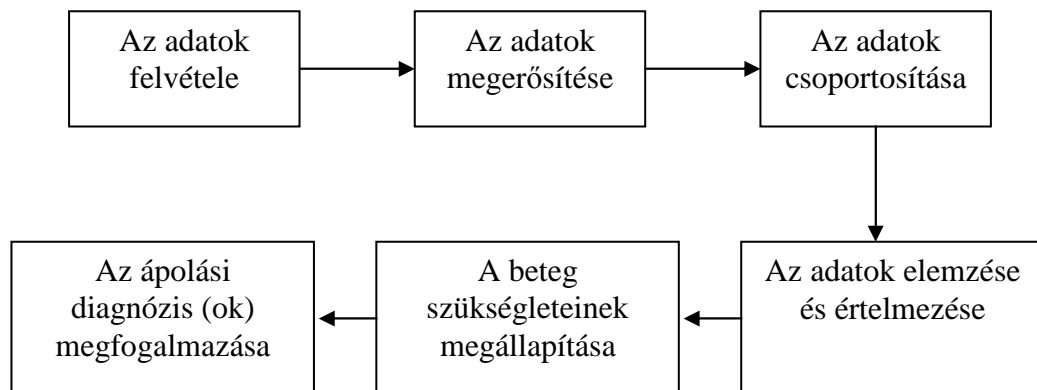 Az adatok
felvétele
Az adatok
megerősítése
Az adatok
csoportosítása
Az adatok elemzése
és értelmezése
A beteg
szükségleteinek
megállapítása
Az ápolási
diagnózis (ok)
megfogalmazása